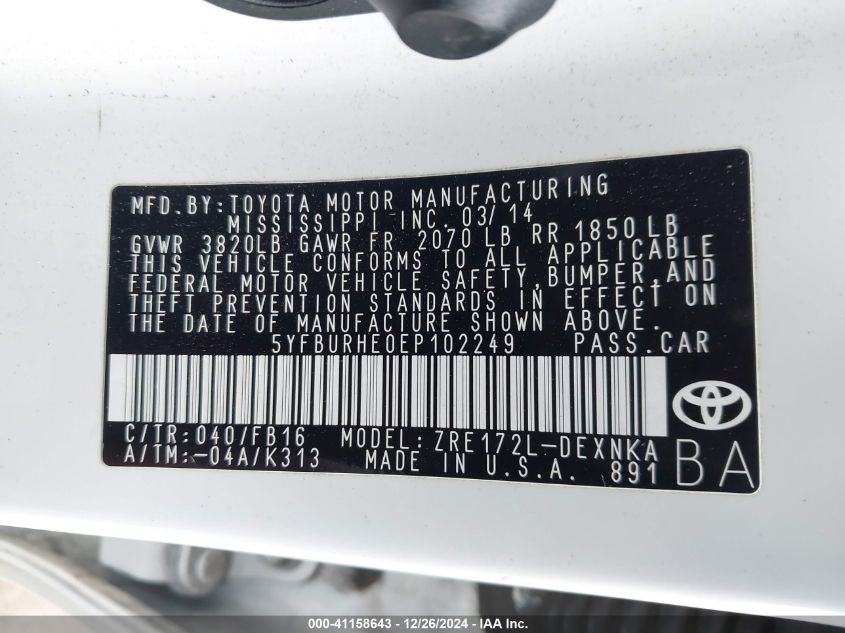 MFD.BY:TOYOTA MOTOR MANUFACTURING
MISSISSIPPI INC. 03/14
GVWR 3820LB GAWR FR 2070 LB RR 1850 LB
THIS VEHICLE CONFORMS TO ALL APPLICABLE
FEDERAL MOTOR VEHICLE SAFETY,BUMPER,AND
THEFT PREVENTION STANDARDS IN EFFECT ON
THE DATE OF MANUFACTURE SHOWN ABOVE.
5YFBURHE0EP102249 PASS.CAR
C/TR:040/FB16 MODEL:ZRE172L-DEXNKA
A/TM:-04A/K313 MADE IN U.S.A. 891 BA
000-41158643 - 12/26/2024 - IAA Inc.